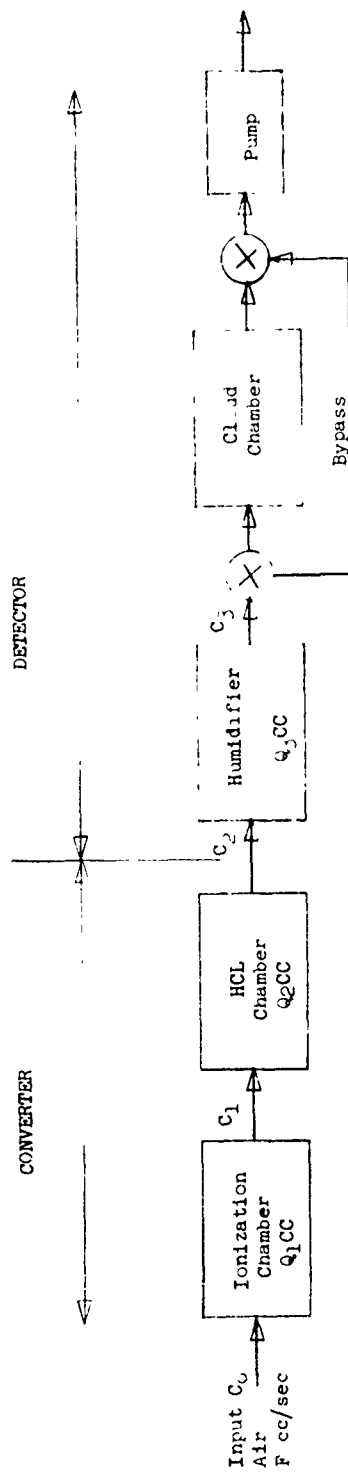 CONVERTER
DETECTOR
Input C₀
Air
F cc/sec
Ionization
Chamber
Q₁CC
C₁
HCL
Chamber
Q₂CC
C₂
Humidifier
Q₃CC
C₃
Chamber
Bypass
Pump